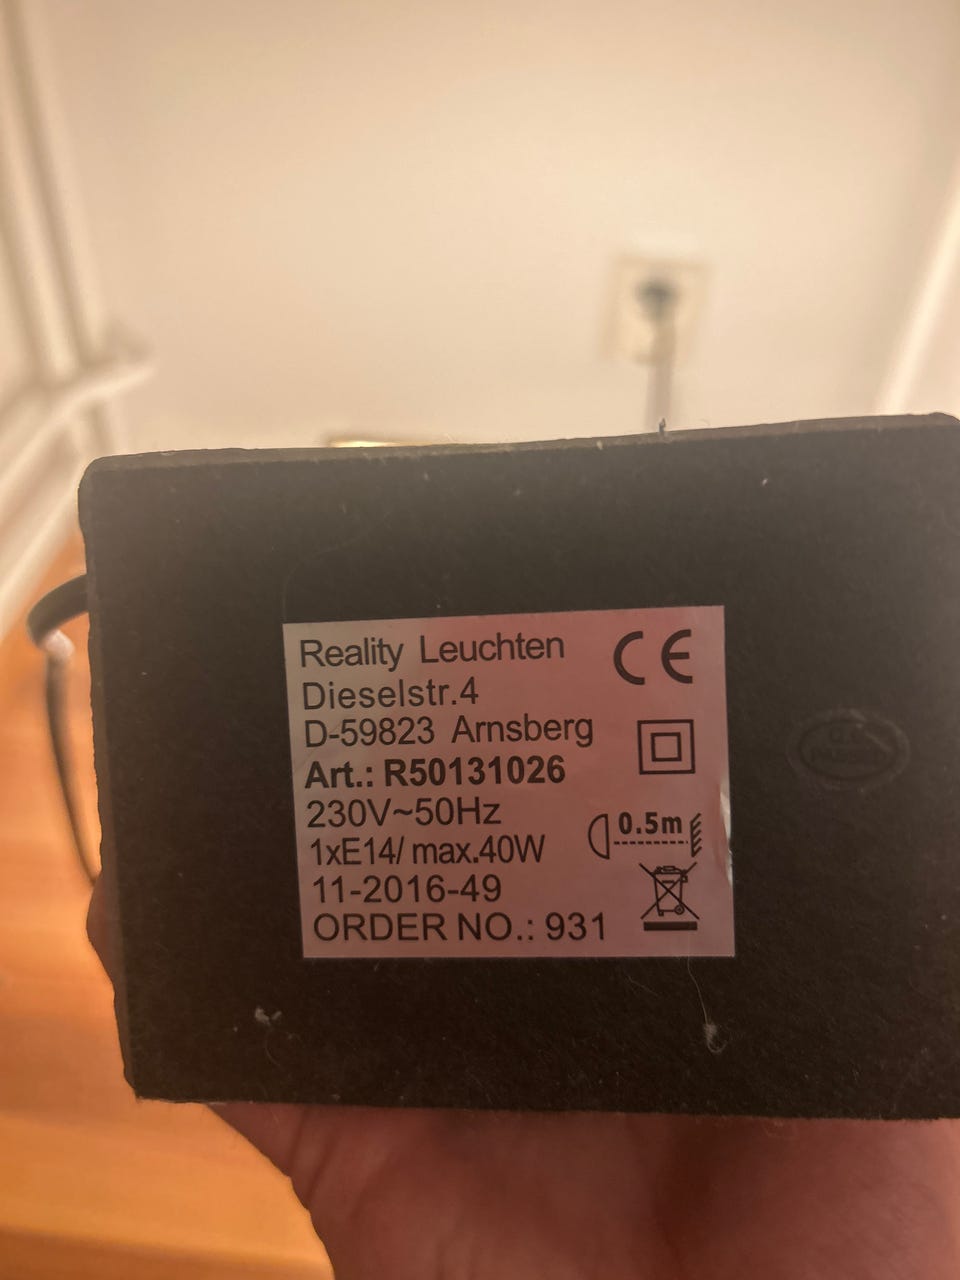 Reality Leuchten
CE
Dieselstr.4
D-59823 Arnsberg
Art.: R50131026
230V~50Hz
0.5m
1xE14/ max.40W
11-2016-49
ORDER NO.: 931